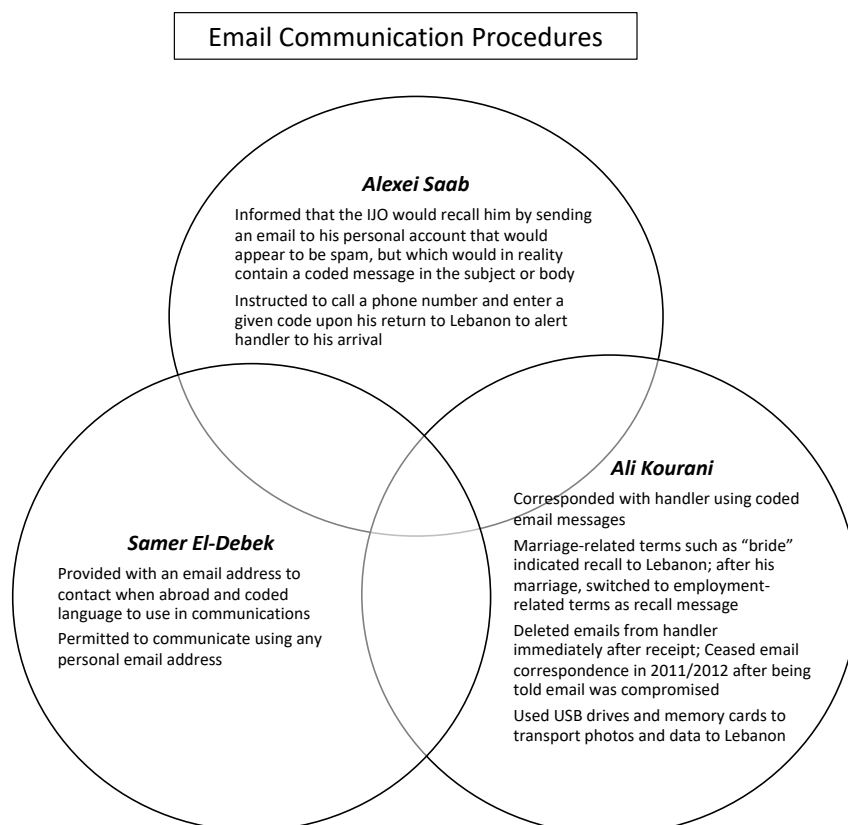 Email Communication Procedures
Alexei Saab
Informed that the IJO would recall him by sending
an email to his personal account that would
appear to be spam, but which would in reality
contain a coded message in the subject or body
Instructed to call a phone number and enter a
given code upon his return to Lebanon to alert
handler to his arrival
Samer El-Debek
Provided with an email address to
contact when abroad and coded
language to use in communications
Permitted to communicate using any
personal email address
Ali Kourani
Corresponded with handler using coded
email messages
Marriage-related terms such as “bride”
indicated recall to Lebanon; after his
marriage, switched to employment-
related terms as recall message
Deleted emails from handler
immediately after receipt; Ceased email
correspondence in 2011/2012 after being
told email was compromised
Used USB drives and memory cards to
transport photos and data to Lebanon